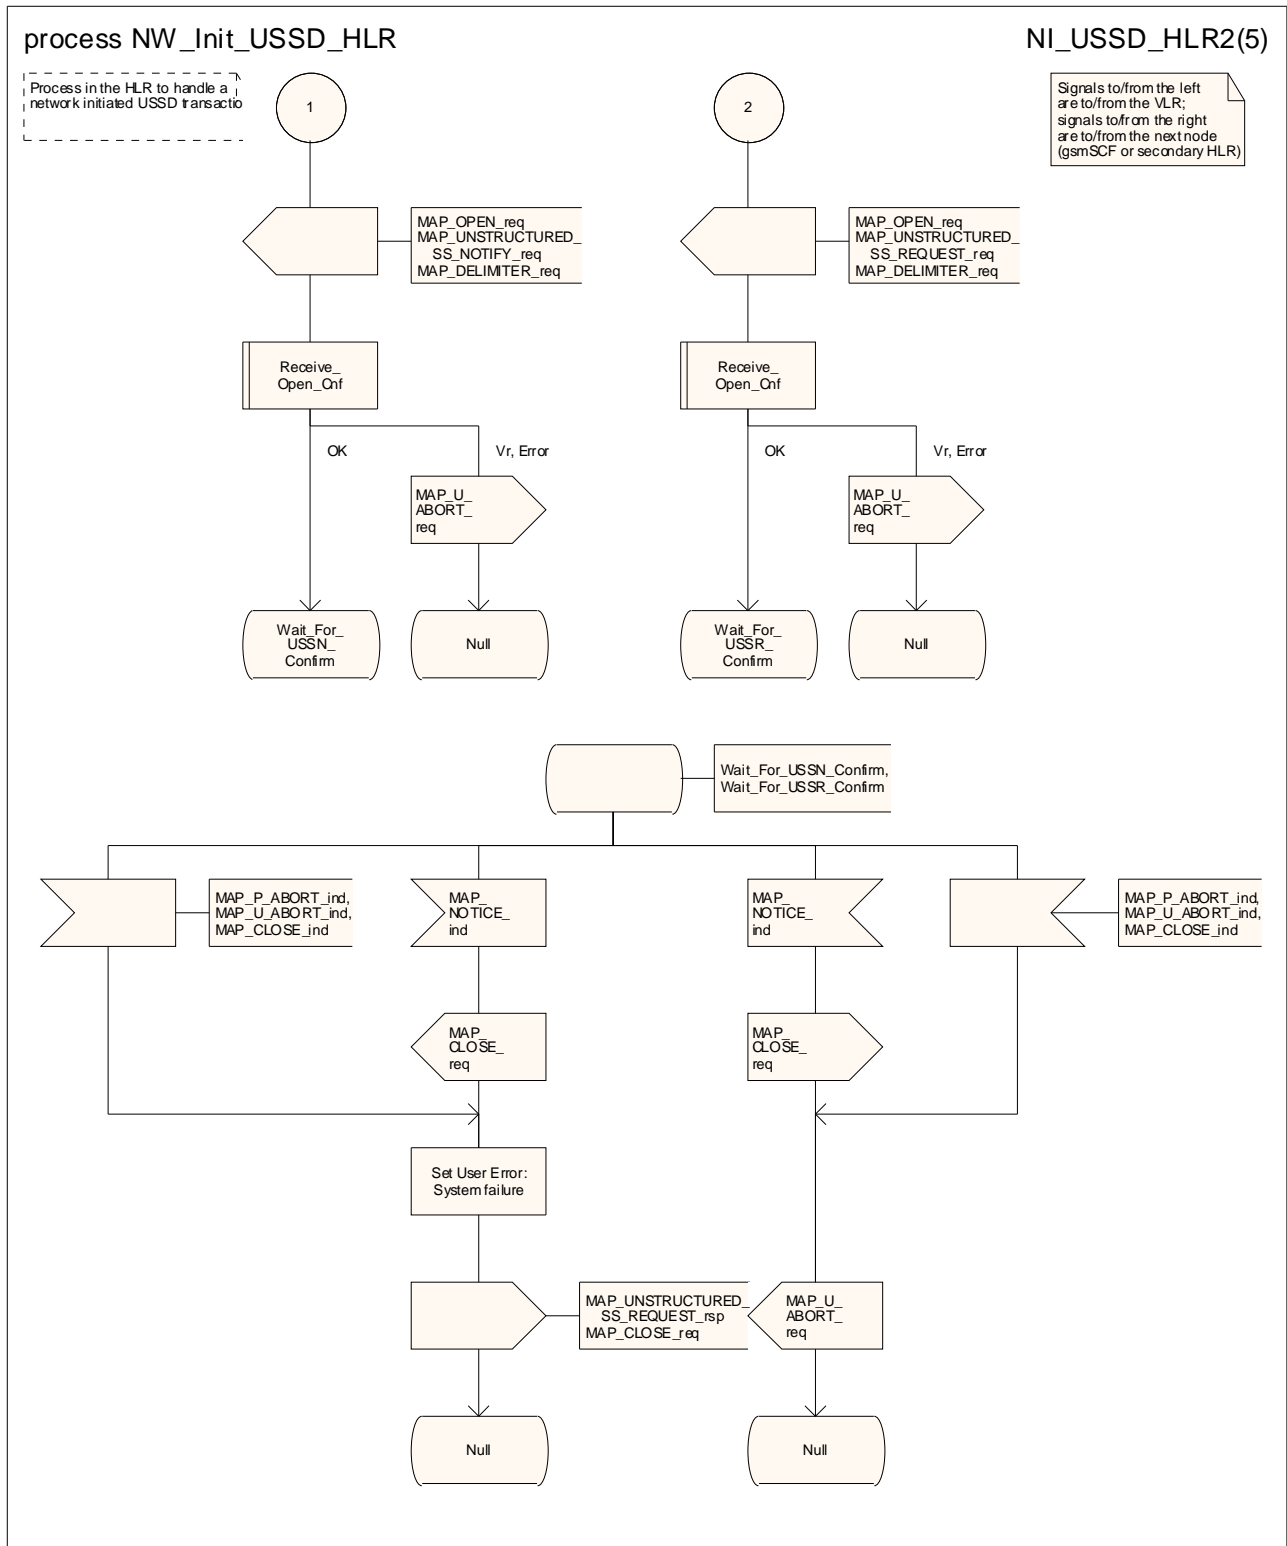 process NW_Init_USSD_HLR
NI_USSD_HLR2(5)
Process in the HLR to handle a
network initiated USSD transactio
1
2
Signals to/from the left
are to/from the VLR;
signals to/from the right
are to/from the next node
(gsmSCF or secondary HLR)
MAP_OPEN_req
MAP_UNSTRUCTURED_
SS_NOTIFY_req
MAP_DELIMITER_req
MAP_OPEN_req
MAP_UNSTRUCTURED_
SS_REQUEST_req
MAP_DELIMITER_req
Receive_
Open_Cnf
Receive_
Open_Cnf
OK
Vr, Error
OK
Vr, Error
MAP_U_
ABORT_
req
MAP_U_
ABORT_
req
Wait_For_
USSN_
Confirm
Null
Wait_For_
USSR_
Confirm
Null
Wait_For_USSN_Confirm,
Wait_For_USSR_Confirm
MAP_P_ABORT_ind,
MAP_U_ABORT_ind,
MAP_CLOSE_ind
MAP_
NOTICE_
ind
MAP_
NOTICE_
ind
MAP_P_ABORT_ind,
MAP_U_ABORT_ind,
MAP_CLOSE_ind
MAP_
CLOSE_
req
MAP_
CLOSE_
req
Set User Error:
System failure
MAP_UNSTRUCTURED_
SS_REQUEST_rsp
MAP_CLOSE_req
MAP_U_
ABORT_
req
Null
Null